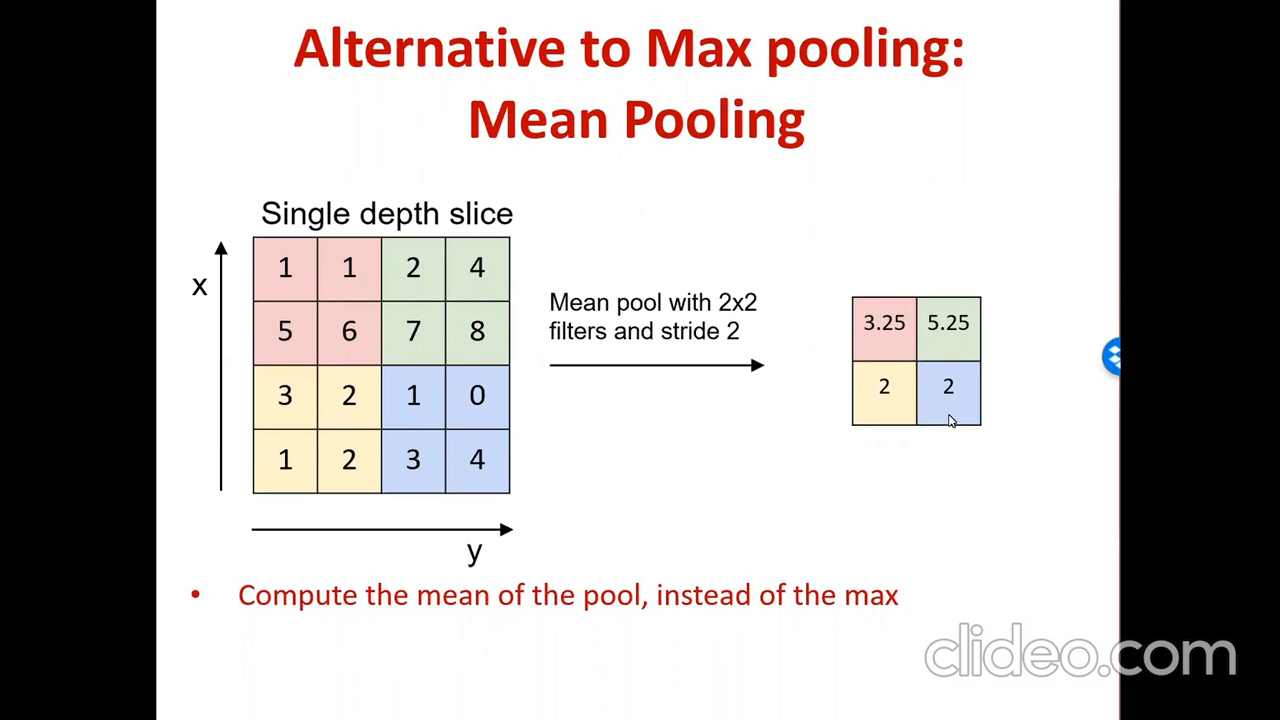 Alternative to Max pooling:
Mean Pooling
Single depth slice
x
1 1 2 4
5 6 7 8
3 2 1 0
1 2 3 4
y
Mean pool with 2x2
filters and stride 2
3.25 5.25
2 2
• Compute the mean of the pool, instead of the max
clideo.com